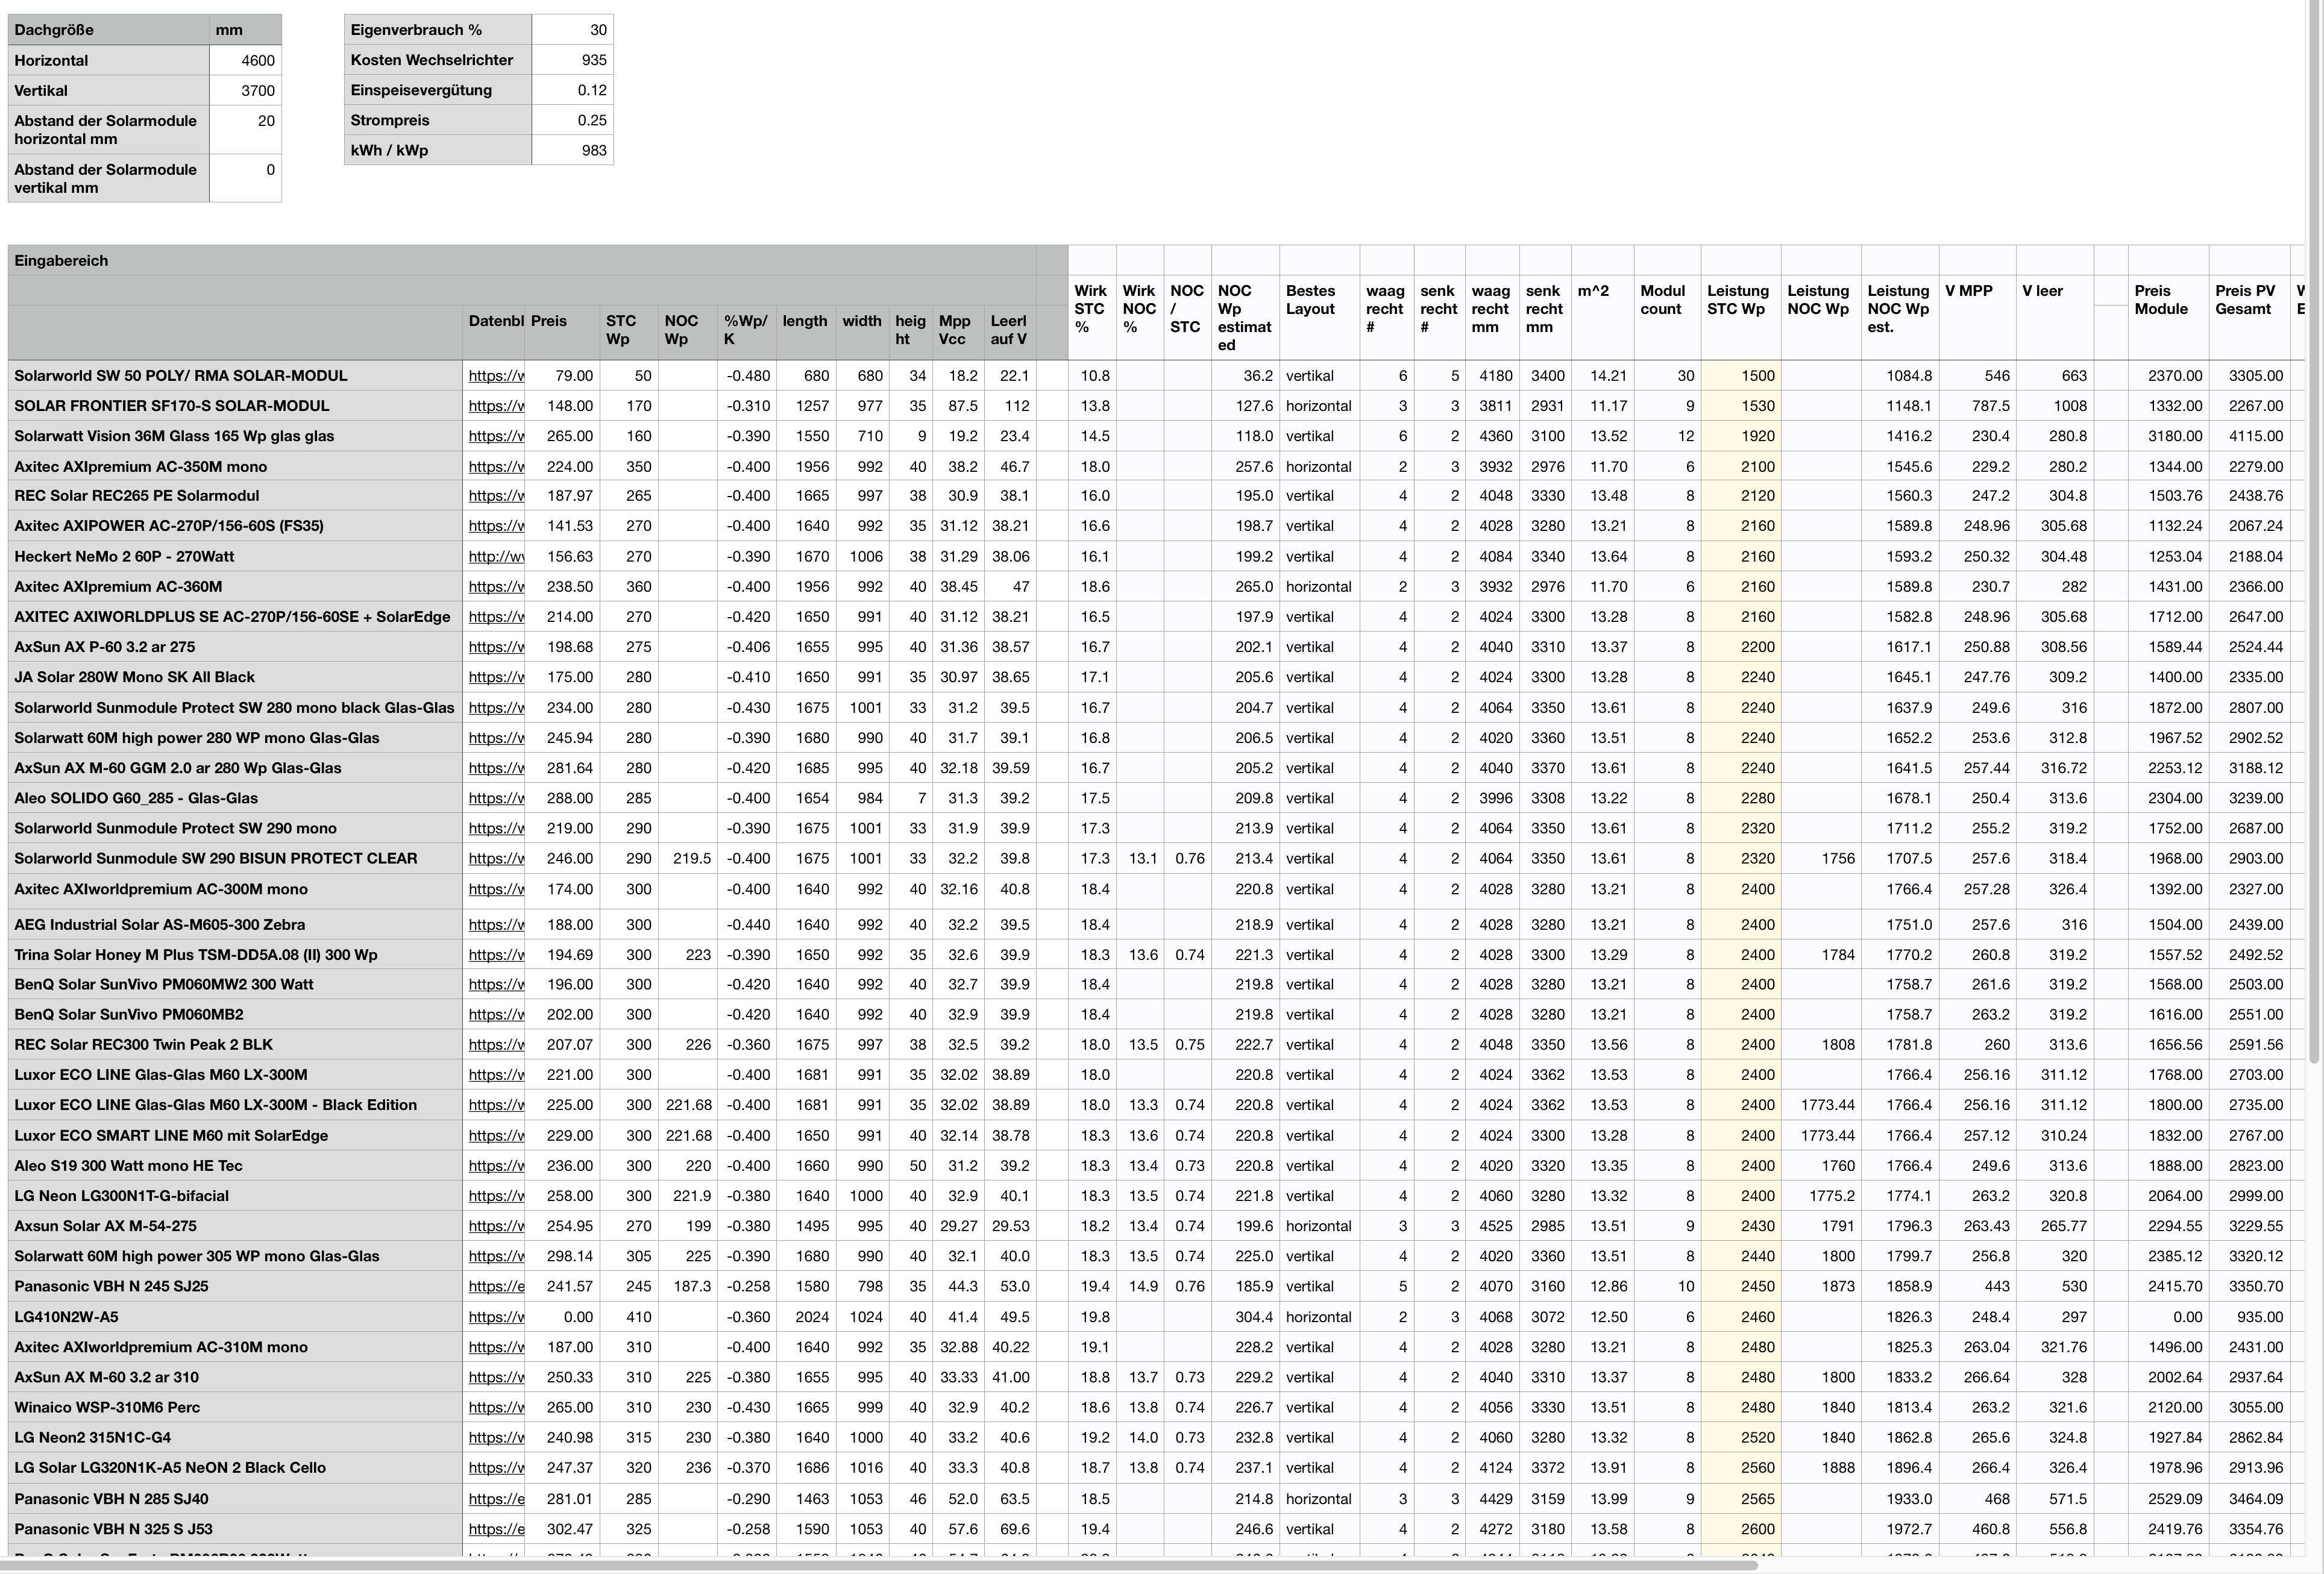 Dachgröße mm
Horizontal 4600
Vertikal 3700
Abstand der Solarmodule horizontal mm 20
Abstand der Solarmodule vertikal mm 0
Eigenverbrauch % 30
Kosten Wechselrichter 935
Einspeisevergütung 0.12
Strompreis 0.25
kWh / kWp 983
Eingabereich
Datenbl Preis STC Wp NOC Wp %Wp/ K length width heig ht Mpp Vcc Leerl auf V Wirk STC % Wirk NOC % NOC / STC NOC Wp estimat ed Bestes Layout waag recht # senk recht # waag recht mm senk recht mm m^2 Modul count Leistung STC Wp Leistung NOC Wp Leistung NOC Wp est. V MPP V leer Preis Module Preis PV Gesamt
Solarworld SW 50 POLY/ RMA SOLAR-MODUL https://w 79.00 50 -0.480 680 680 34 18.2 22.1 10.8 36.2 vertikal 6 5 4180 3400 14.21 30 1500 1084.8 546 663 2370.00 3305.00
SOLAR FRONTIER SF170-S SOLAR-MODUL https://w 148.00 170 -0.310 1257 977 35 87.5 112 13.8 127.6 horizontal 3 3 3811 2931 11.17 9 1530 1148.1 787.5 1008 1332.00 2267.00
Solarwatt Vision 36M Glass 165 Wp glas glas https://w 265.00 160 -0.390 1550 710 9 19.2 23.4 14.5 118.0 vertikal 6 2 4360 3100 13.52 12 1920 1416.2 230.4 280.8 3180.00 4115.00
Axitec AXIpremium AC-350M mono https://w 224.00 350 -0.400 1956 992 40 38.2 46.7 18.0 257.6 horizontal 2 3 3932 2976 11.70 6 2100 1545.6 229.2 280.2 1344.00 2279.00
REC Solar REC265 PE Solarmodul https://w 187.97 265 -0.400 1665 997 38 30.9 38.1 16.0 195.0 vertikal 4 2 4048 3330 13.48 8 2120 1560.3 247.2 304.8 1503.76 2438.76
Axitec AXIPOWER AC-270P/156-60S (FS35) https://w 141.53 270 -0.400 1640 992 35 31.12 38.21 16.6 198.7 vertikal 4 2 4028 3280 13.21 8 2160 1589.8 248.96 305.68 1132.24 2067.24
Heckert NeMo 2 60P - 270Watt http://wv 156.63 270 -0.390 1670 1006 38 31.29 38.06 16.1 199.2 vertikal 4 2 4084 3340 13.64 8 2160 1593.2 250.32 304.48 1253.04 2188.04
Axitec AXIpremium AC-360M https://w 238.50 360 -0.400 1956 992 40 38.45 47 18.6 265.0 horizontal 2 3 3932 2976 11.70 6 2160 1589.8 230.7 282 1431.00 2366.00
AXITEC AXIWORLDPLUS SE AC-270P/156-60SE + SolarEdge https://w 214.00 270 -0.420 1650 991 40 31.12 38.21 16.5 197.9 vertikal 4 2 4024 3300 13.28 8 2160 1582.8 248.96 305.68 1712.00 2647.00
AxSun AX P-60 3.2 ar 275 https://w 198.68 275 -0.406 1655 995 40 31.36 38.57 16.7 202.1 vertikal 4 2 4040 3310 13.37 8 2200 1617.1 250.88 308.56 1589.44 2524.44
JA Solar 280W Mono SK All Black https://w 175.00 280 -0.410 1650 991 35 30.97 38.65 17.1 205.6 vertikal 4 2 4024 3300 13.28 8 2240 1645.1 247.76 309.2 1400.00 2335.00
Solarworld Sunmodule Protect SW 280 mono black Glas-Glas https://w 234.00 280 -0.430 1675 1001 33 31.2 39.5 16.7 204.7 vertikal 4 2 4064 3350 13.61 8 2240 1637.9 249.6 316 1872.00 2807.00
Solarwatt 60M high power 280 WP mono Glas-Glas https://w 245.94 280 -0.390 1680 990 40 31.7 39.1 16.8 206.5 vertikal 4 2 4020 3360 13.51 8 2240 1652.2 253.6 312.8 1967.52 2902.52
AxSun AX M-60 GGM 2.0 ar 280 Wp Glas-Glas https://w 281.64 280 -0.420 1685 995 40 32.18 39.59 16.7 205.2 vertikal 4 2 4040 3370 13.61 8 2240 1641.5 257.44 316.72 2253.12 3188.12
Aleo SOLIDO G60_285 - Glas-Glas https://w 288.00 285 -0.400 1654 984 7 31.3 39.2 17.5 209.8 vertikal 4 2 3996 3308 13.22 8 2280 1678.1 250.4 313.6 2304.00 3239.00
Solarworld Sunmodule Protect SW 290 mono https://w 219.00 290 -0.390 1675 1001 33 31.9 39.9 17.3 213.9 vertikal 4 2 4064 3350 13.61 8 2320 1711.2 255.2 319.2 1752.00 2687.00
Solarworld Sunmodule SW 290 BISUN PROTECT CLEAR https://w 246.00 290 219.5 -0.400 1675 1001 33 32.2 39.8 17.3 13.1 0.76 213.4 vertikal 4 2 4064 3350 13.61 8 2320 1756 1707.5 257.6 318.4 1968.00 2903.00
Axitec AXIworldpremium AC-300M mono https://w 174.00 300 -0.400 1640 992 40 32.16 40.8 18.4 220.8 vertikal 4 2 4028 3280 13.21 8 2400 1766.4 257.28 326.4 1392.00 2327.00
AEG Industrial Solar AS-M605-300 Zebra https://w 188.00 300 -0.440 1640 992 40 32.2 39.5 18.4 218.9 vertikal 4 2 4028 3280 13.21 8 2400 1751.0 257.6 316 1504.00 2439.00
Trina Solar Honey M Plus TSM-DD5A.08 (II) 300 Wp https://w 194.69 300 223 -0.390 1650 992 35 32.6 39.9 18.3 13.6 0.74 221.3 vertikal 4 2 4028 3300 13.29 8 2400 1784 1770.2 260.8 319.2 1557.52 2492.52
BenQ Solar SunVivo PM060MW2 300 Watt https://w 196.00 300 -0.420 1640 992 40 32.7 39.9 18.4 219.8 vertikal 4 2 4028 3280 13.21 8 2400 1758.7 261.6 319.2 1568.00 2503.00
BenQ Solar SunVivo PM060MB2 https://w 202.00 300 -0.420 1640 992 40 32.9 39.9 18.4 219.8 vertikal 4 2 4028 3280 13.21 8 2400 1758.7 263.2 319.2 1616.00 2551.00
REC Solar REC300 Twin Peak 2 BLK https://w 207.07 300 226 -0.360 1675 997 38 32.5 39.2 18.0 13.5 0.75 222.7 vertikal 4 2 4048 3350 13.56 8 2400 1808 1781.8 260 313.6 1656.56 2591.56
Luxor ECO LINE Glas-Glas M60 LX-300M https://w 221.00 300 -0.400 1681 991 35 32.02 38.89 18.0 220.8 vertikal 4 2 4024 3362 13.53 8 2400 1766.4 256.16 311.12 1768.00 2703.00
Luxor ECO LINE Glas-Glas M60 LX-300M - Black Edition https://w 225.00 300 221.68 -0.400 1681 991 35 32.02 38.89 18.0 13.3 0.74 220.8 vertikal 4 2 4024 3362 13.53 8 2400 1773.44 1766.4 256.16 311.12 1800.00 2735.00
Luxor ECO SMART LINE M60 mit SolarEdge https://w 229.00 300 221.68 -0.400 1650 991 40 32.14 38.78 18.3 13.6 0.74 220.8 vertikal 4 2 4024 3300 13.28 8 2400 1773.44 1766.4 257.12 310.24 1832.00 2767.00
Aleo S19 300 Watt mono HE Tec https://w 236.00 300 220 -0.400 1660 990 50 31.2 39.2 18.3 13.4 0.73 220.8 vertikal 4 2 4020 3320 13.35 8 2400 1760 1766.4 249.6 313.6 1888.00 2823.00
LG Neon LG300N1T-G-bifacial https://w 258.00 300 221.9 -0.380 1640 1000 40 32.9 40.1 18.3 13.5 0.74 221.8 vertikal 4 2 4060 3280 13.32 8 2400 1775.2 1774.1 263.2 320.8 2064.00 2999.00
Axsun Solar AX M-54-275 https://w 254.95 270 199 -0.380 1495 995 40 29.27 29.53 18.2 13.4 0.74 199.6 horizontal 3 3 4525 2985 13.51 9 2430 1791 1796.3 263.43 265.77 2294.55 3229.55
Solarwatt 60M high power 305 WP mono Glas-Glas https://w 298.14 305 225 -0.390 1680 990 40 32.1 40.0 18.3 13.5 0.74 225.0 vertikal 4 2 4020 3360 13.51 8 2440 1800 1799.7 256.8 320 2385.12 3320.12
Panasonic VBH N 245 SJ25 https://e 241.57 245 187.3 -0.258 1580 798 35 44.3 53.0 19.4 14.9 0.76 185.9 vertikal 5 2 4070 3160 12.86 10 2450 1873 1858.9 443 530 2415.70 3350.70
LG410N2W-A5 https://w 0.00 410 -0.360 2024 1024 40 41.4 49.5 19.8 304.4 horizontal 2 3 4068 3072 12.50 6 2460 1826.3 248.4 297 0.00 935.00
Axitec AXIworldpremium AC-310M mono https://w 187.00 310 -0.400 1640 992 35 32.88 40.22 19.1 228.2 vertikal 4 2 4028 3280 13.21 8 2480 1825.3 263.04 321.76 1496.00 2431.00
AxSun AX M-60 3.2 ar 310 https://w 250.33 310 225 -0.380 1655 995 40 33.33 41.00 18.8 13.7 0.73 229.2 vertikal 4 2 4040 3310 13.37 8 2480 1800 1833.2 266.64 328 2002.64 2937.64
Winaico WSP-310M6 Perc https://w 265.00 310 230 -0.430 1665 999 40 32.9 40.2 18.6 13.8 0.74 226.7 vertikal 4 2 4056 3330 13.51 8 2480 1840 1813.4 263.2 321.6 2120.00 3055.00
LG Neon2 315N1C-G4 https://w 240.98 315 230 -0.380 1640 1000 40 33.2 40.6 19.2 14.0 0.73 232.8 vertikal 4 2 4060 3280 13.32 8 2520 1840 1862.8 265.6 324.8 1927.84 2862.84
LG Solar LG320N1K-A5 NeON 2 Black Cello https://w 247.37 320 236 -0.370 1686 1016 40 33.3 40.8 18.7 13.8 0.74 237.1 vertikal 4 2 4124 3372 13.91 8 2560 1888 1896.4 266.4 326.4 1978.96 2913.96
Panasonic VBH N 285 SJ40 https://e 281.01 285 -0.290 1463 1053 46 52.0 63.5 18.5 214.8 horizontal 3 3 4429 3159 13.99 9 2565 1933.0 468 571.5 2529.09 3464.09
Panasonic VBH N 325 S J53 https://e 302.47 325 -0.258 1590 1053 40 57.6 69.6 19.4 246.6 vertikal 4 2 4272 3180 13.58 8 2600 1972.7 460.8 556.8 2419.76 3354.76